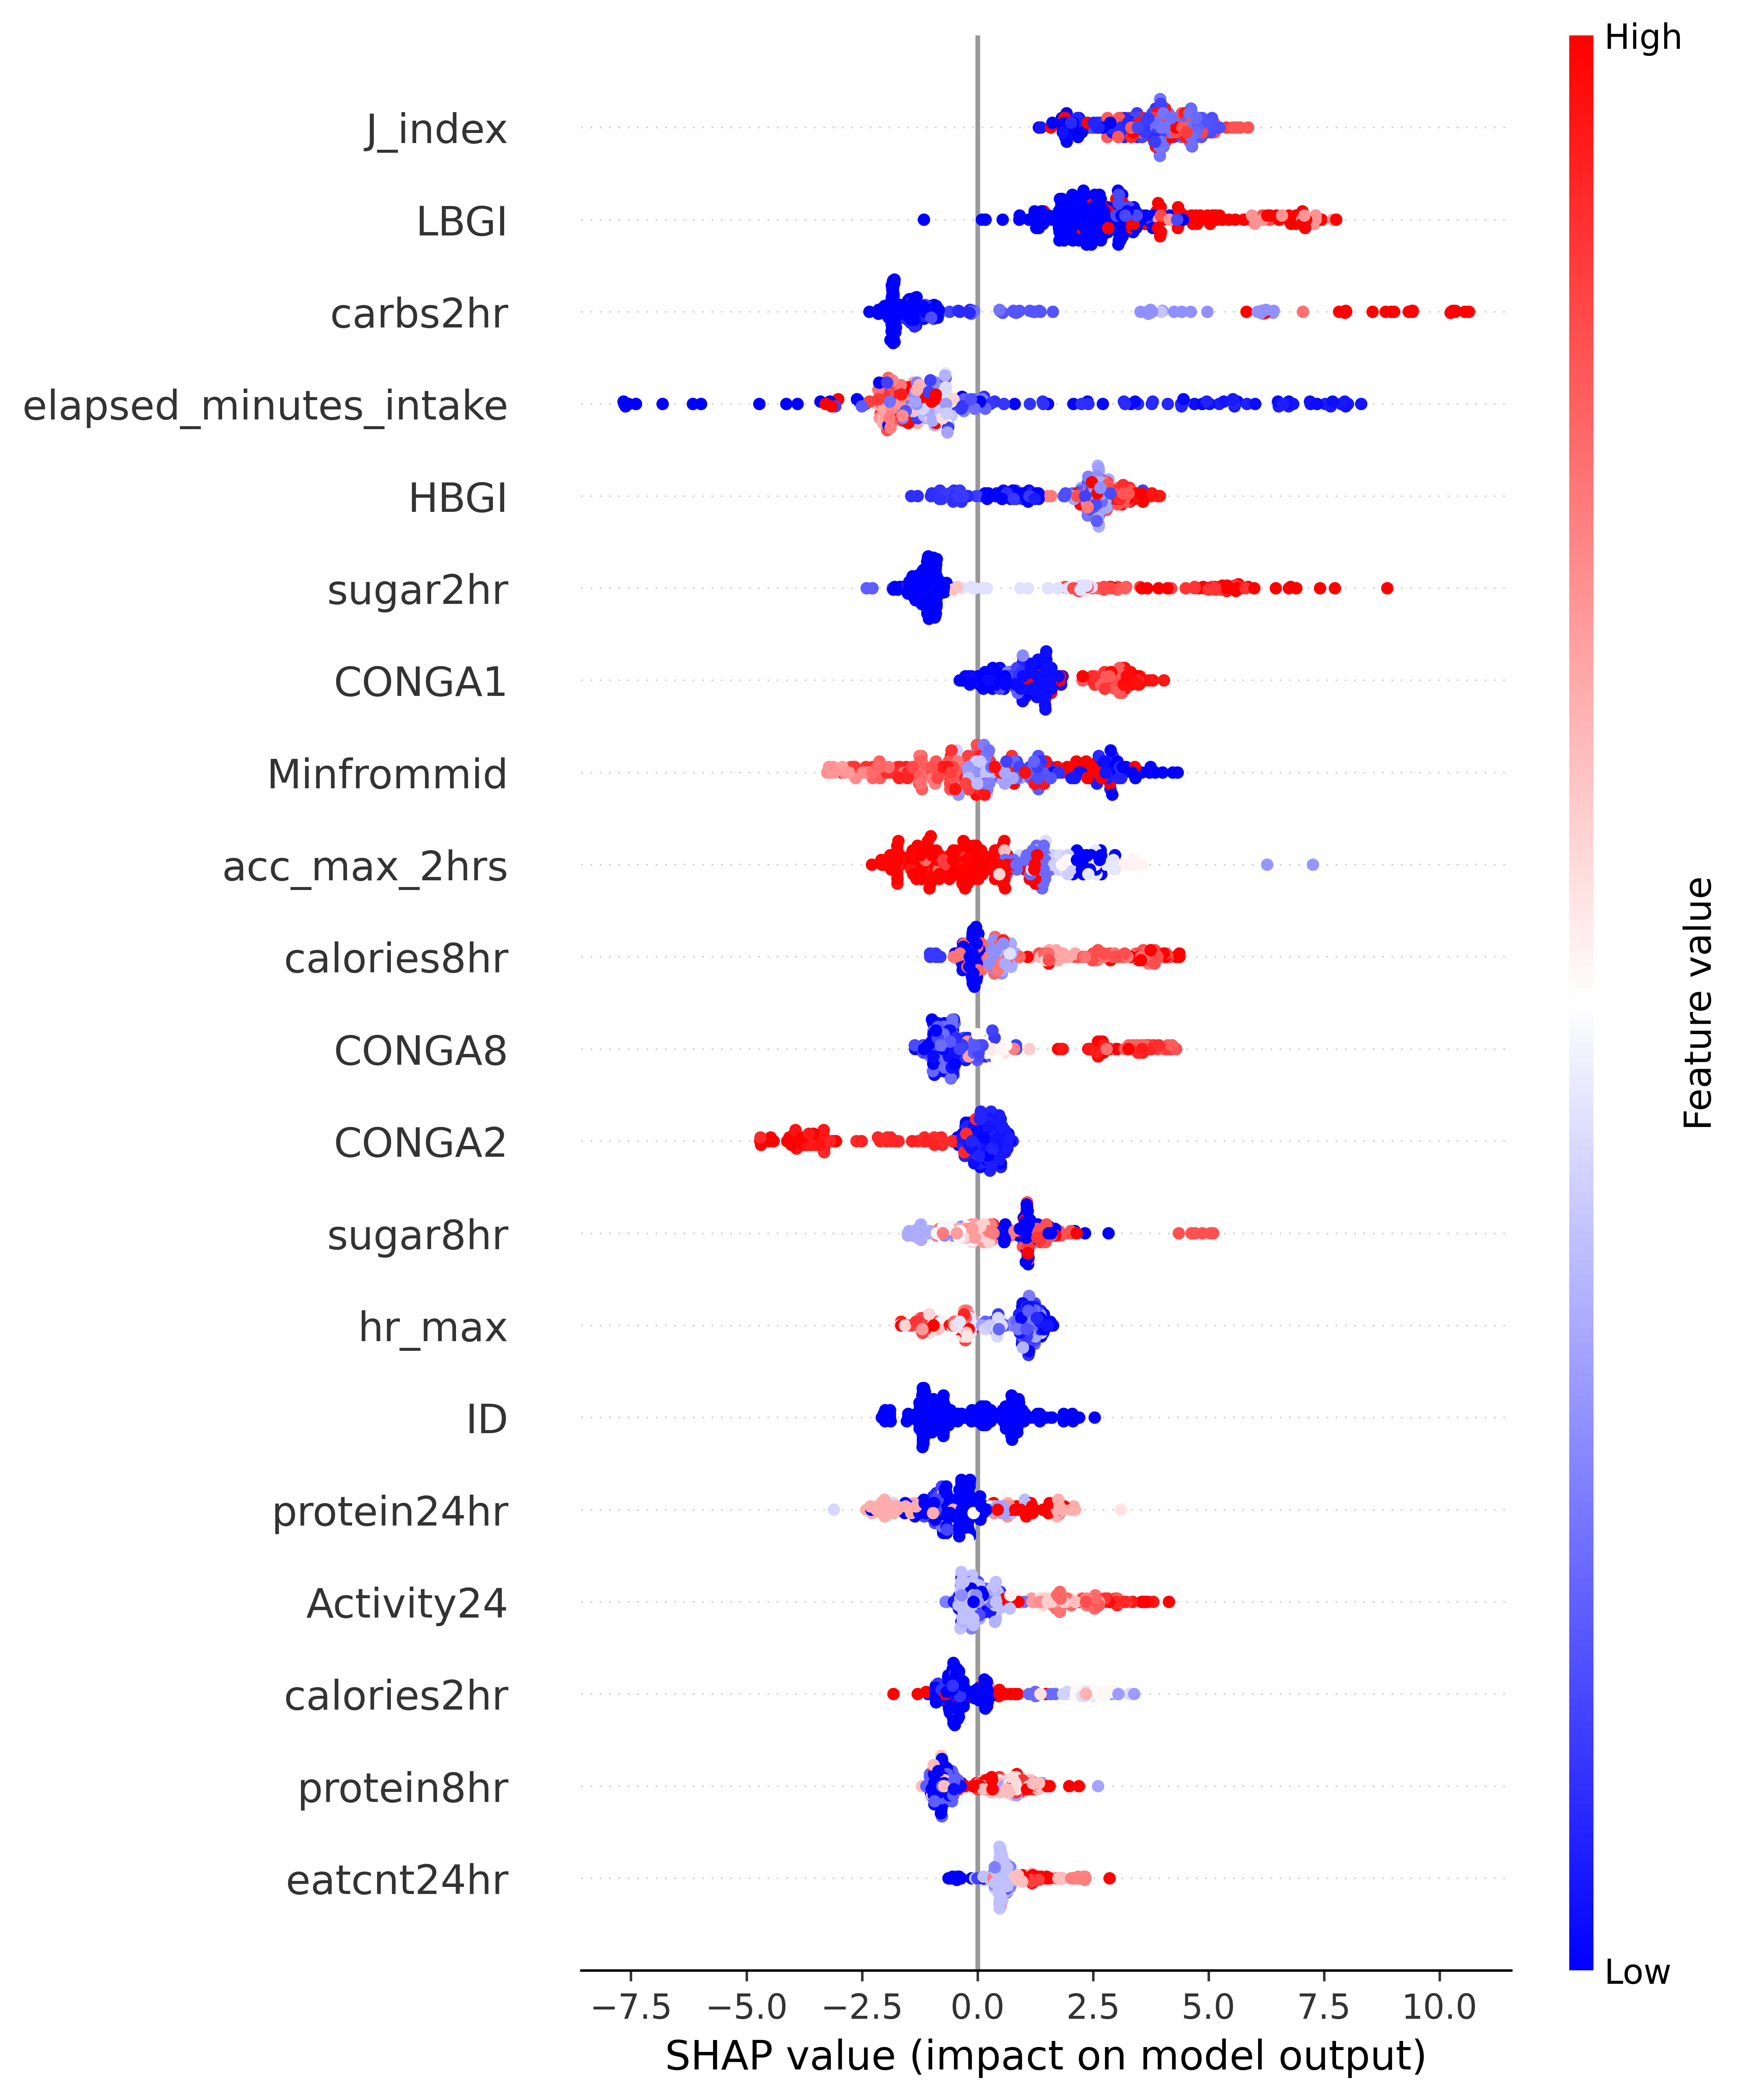 High
J_index
LBGI
carbs2hr
elapsed_minutes_intake
HBGI
sugar2hr
CONGA1
Minfrommid
acc_max_2hrs
calories8hr
CONGA8
CONGA2
sugar8hr
hr_max
ID
protein24hr
Activity24
calories2hr
protein8hr
eatcnt24hr
Feature value
Low
−7.5 −5.0 −2.5 0.0 2.5 5.0 7.5 10.0
SHAP value (impact on model output)